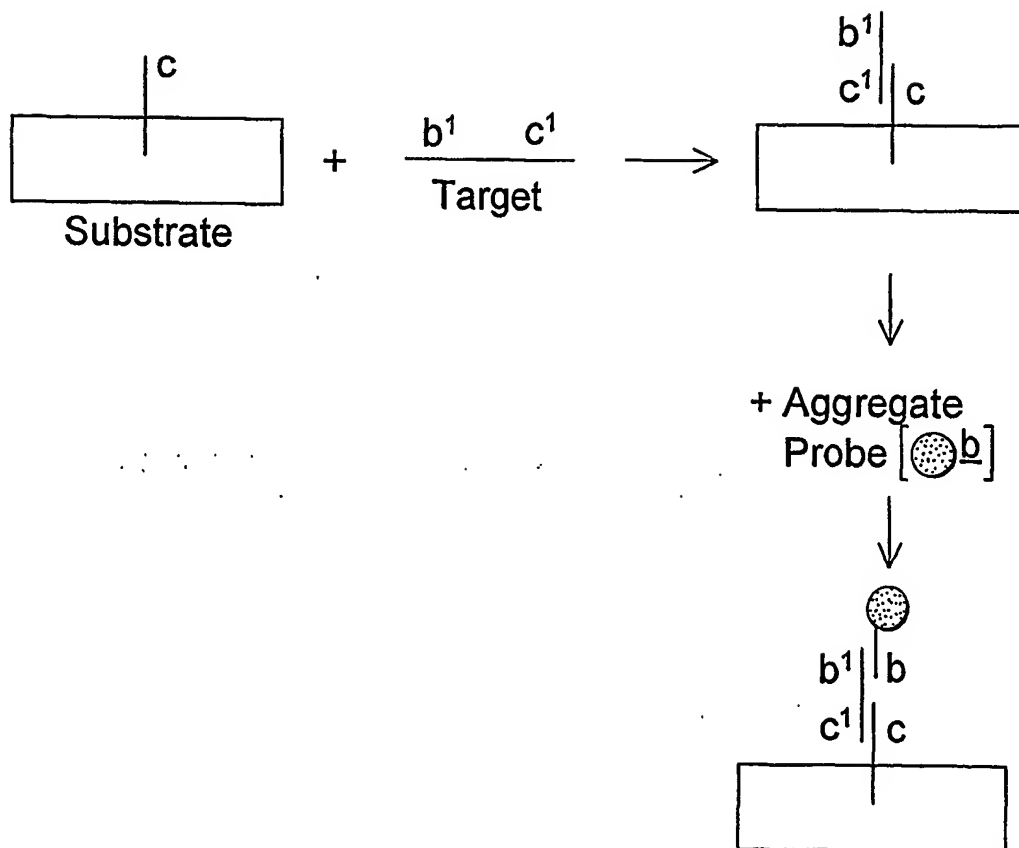 c
Substrate
+
b¹ c¹
Target
b¹
c¹ c
+ Aggregate
Probe [b]
b¹ b
c¹ c